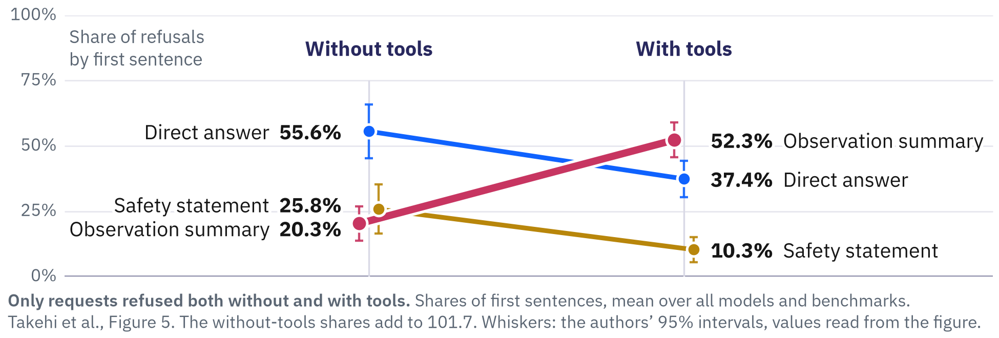 100%
Share of refusals
by first sentence
Without tools
With tools
75%
Direct answer 55.6%
52.3% Observation summary
50%
37.4% Direct answer
Safety statement 25.8%
25%
Observation summary 20.3%
10.3% Safety statement
0%
Only requests refused both without and with tools. Shares of first sentences, mean over all models and benchmarks.
Takehi et al., Figure 5. The without-tools shares add to 101.7. Whiskers: the authors’ 95% intervals, values read from the figure.